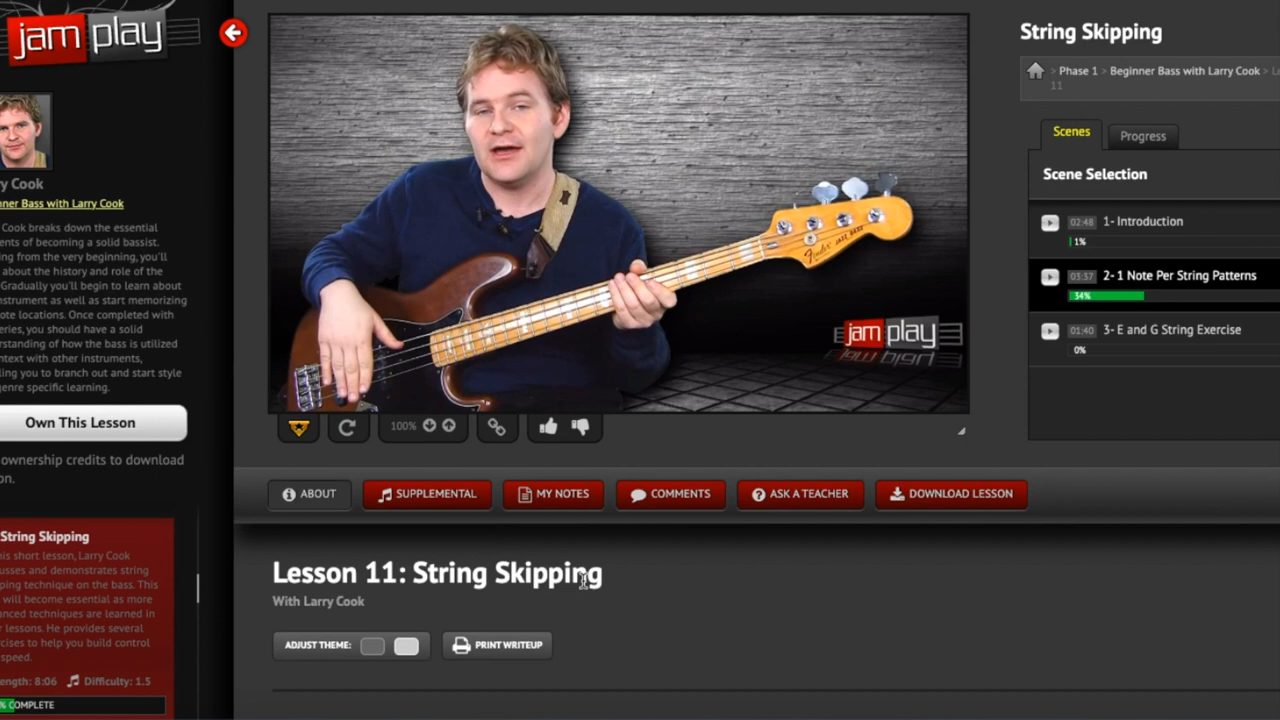 jam play
y Cook
ner Bass with Larry Cook
Cook breaks down the essential
ents of becoming a solid bassist.
ing from the very beginning, you'll
about the history and role of the
Gradually you'll begin to learn about
nstrument as well as start memorizing
ote locations. Once completed with
eries, you should have a solid
rstanding of how the bass is utilized
ntext with other instruments,
ling you to branch out and start style
genre specific learning.
Own This Lesson
ownership credits to download
on.
String Skipping
his short lesson, Larry Cook
usses and demonstrates string
ping technique on the bass. This
will become essential as more
anced techniques are learned in
r lessons. He provides several
cises to help you build control
speed.
ength: 8:06 Difficulty: 1.5
% COMPLETE
Fender JAZZ BASS
jam play
100%
String Skipping
> Phase 1 > Beginner Bass with Larry Cook > Le
11
Scenes
Progress
Scene Selection
02:48 1- Introduction
1%
03:37 2- 1 Note Per String Patterns
34%
01:40 3- E and G String Exercise
0%
ABOUT
SUPPLEMENTAL
MY NOTES
COMMENTS
ASK A TEACHER
DOWNLOAD LESSON
Lesson 11: String Skipping
With Larry Cook
ADJUST THEME:
PRINT WRITEUP